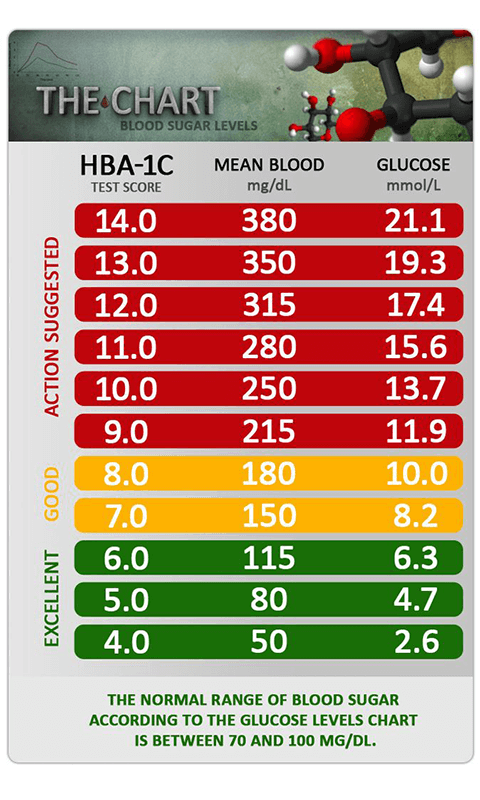 THE CHART
BLOOD SUGAR LEVELS
HBA-1C MEAN BLOOD GLUCOSE
TEST SCORE mg/dL mmol/L
ACTION SUGGESTED
14.0 380 21.1
13.0 350 19.3
12.0 315 17.4
11.0 280 15.6
10.0 250 13.7
9.0 215 11.9
GOOD
8.0 180 10.0
7.0 150 8.2
EXCELLENT
6.0 115 6.3
5.0 80 4.7
4.0 50 2.6
THE NORMAL RANGE OF BLOOD SUGAR
ACCORDING TO THE GLUCOSE LEVELS CHART
IS BETWEEN 70 AND 100 MG/DL.